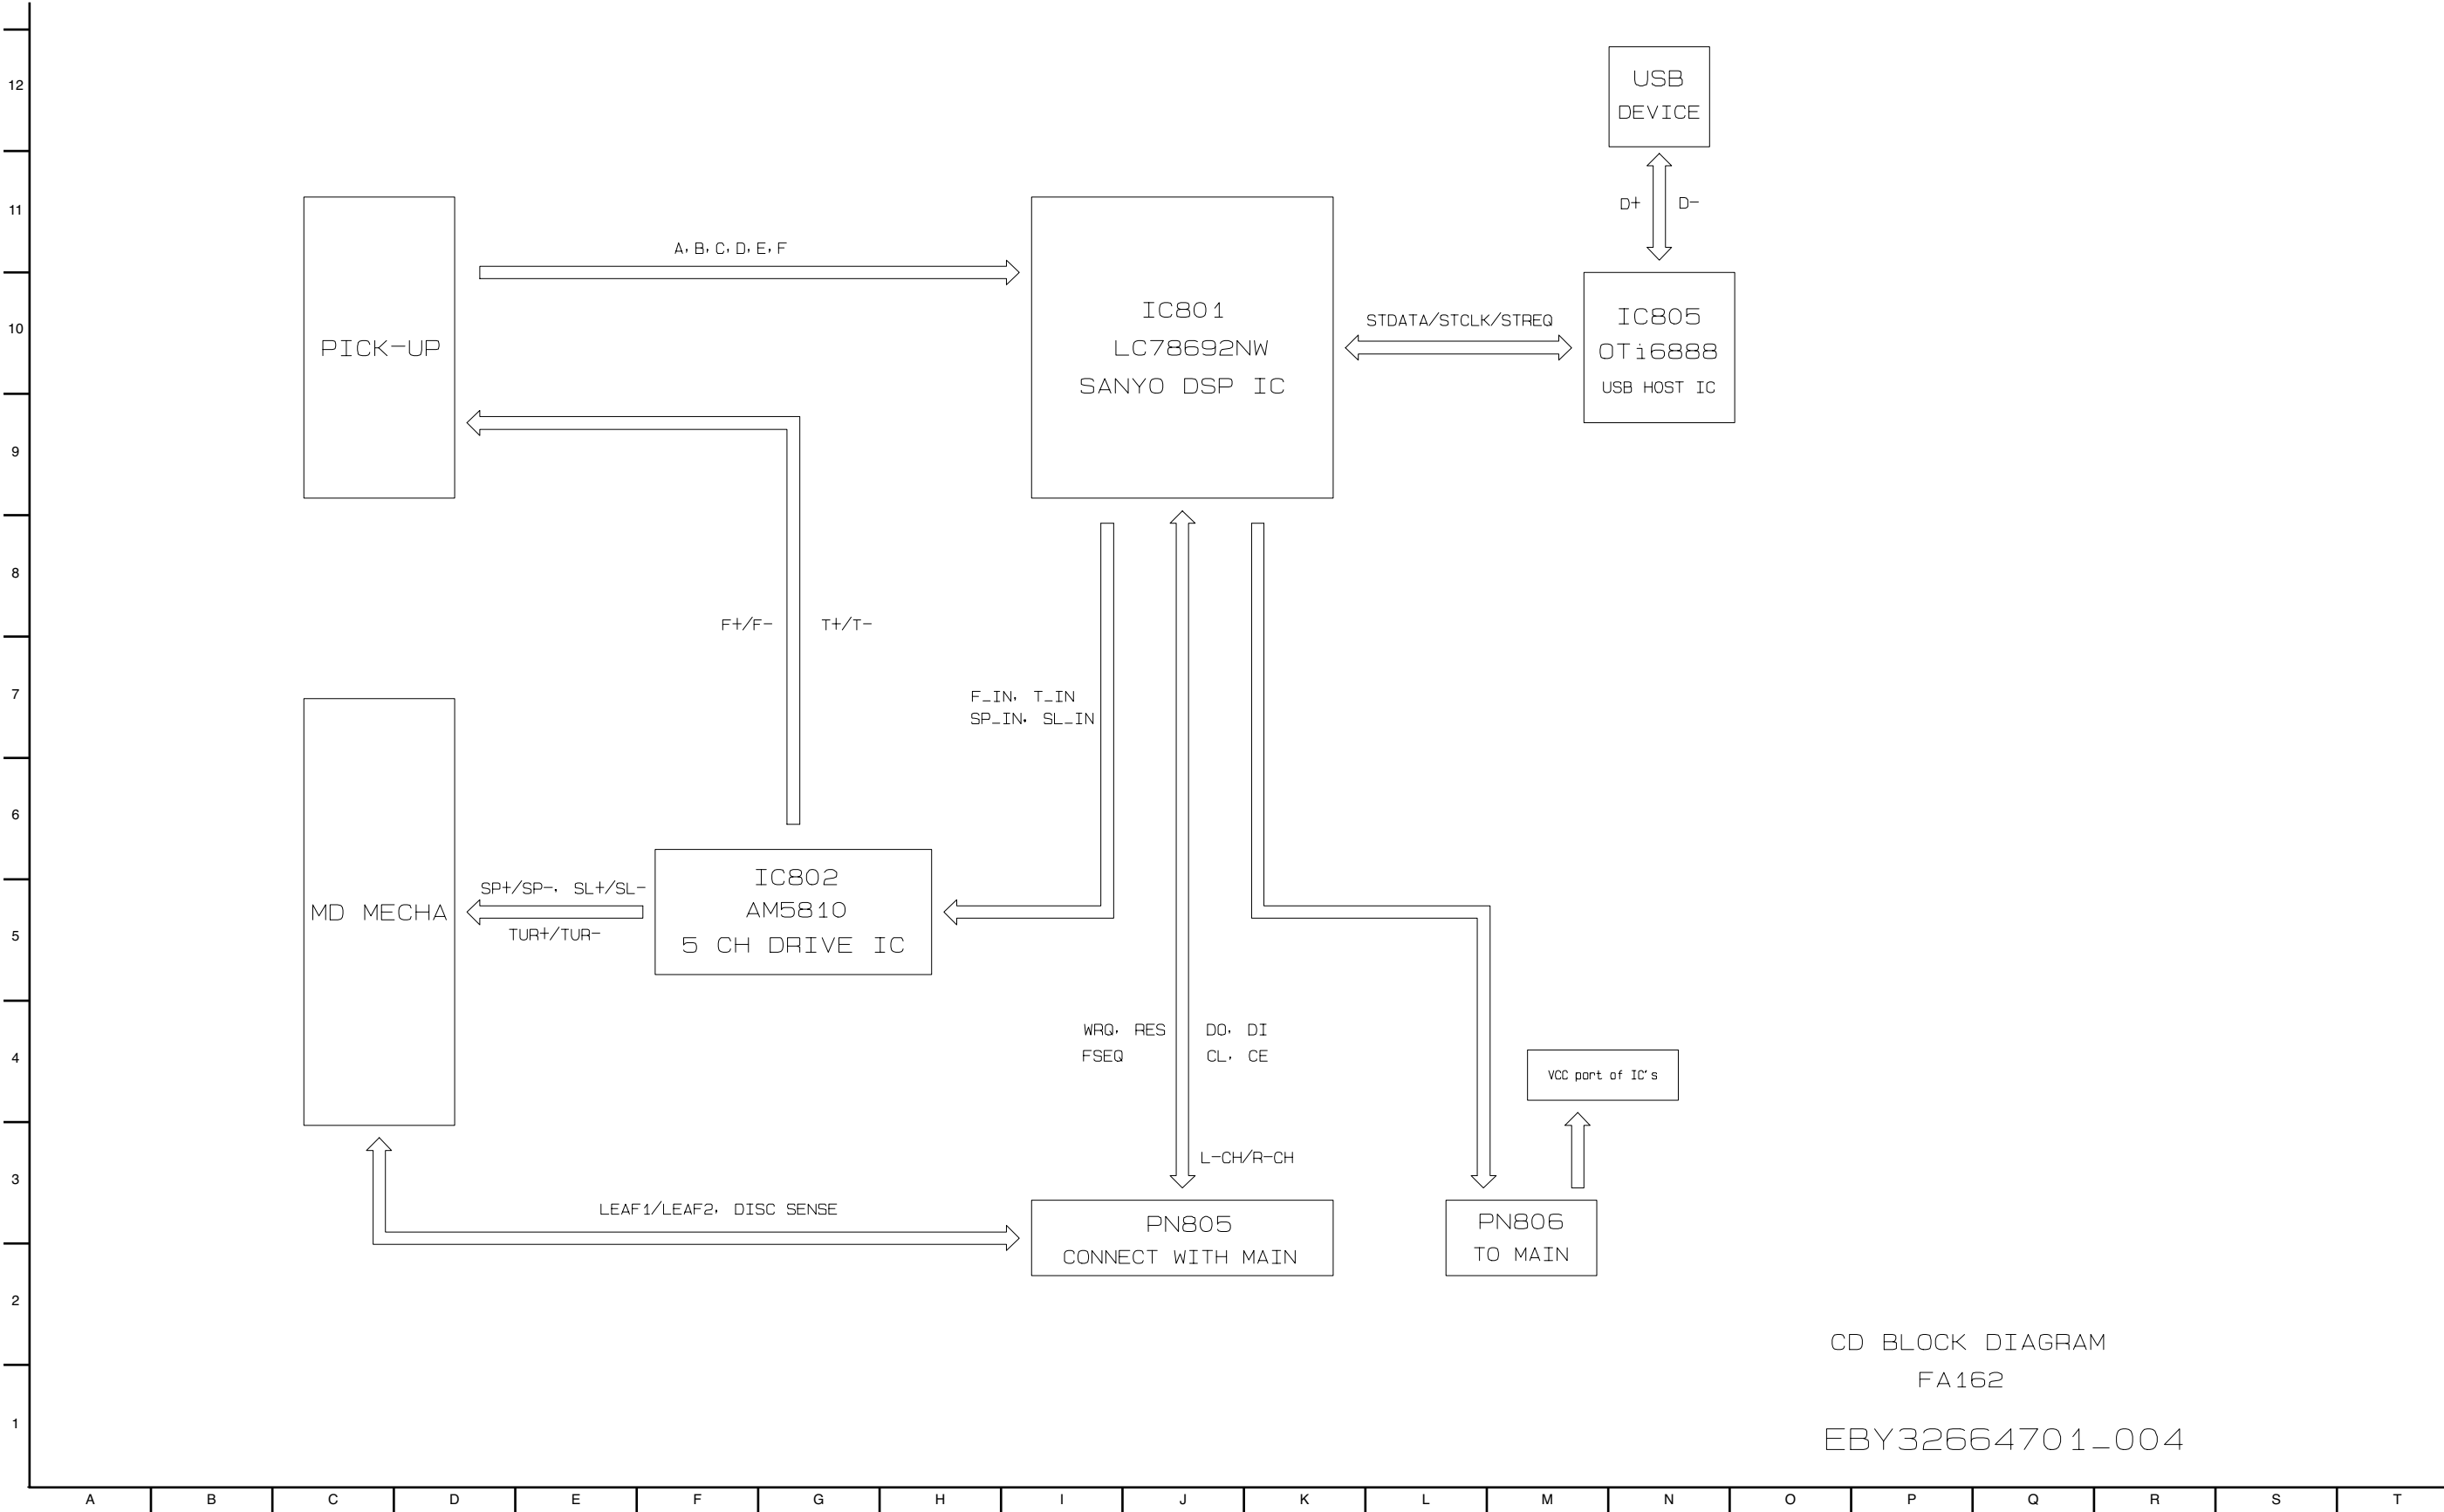 12
USB
DEVICE
11
D+ D-
A, B, C, D, E, F
10
PICK-UP
IC801
LC78692NW
SANYO DSP IC
STDATA/STCLK/STREQ
IC805
OTi6888
USB HOST IC
9
8
F+/F- T+/T-
7
F_IN, T_IN
SP_IN, SL_IN
6
MD MECHA
SP+/SP-, SL+/SL-
TUR+/TUR-
IC802
AM5810
5 CH DRIVE IC
5
WRQ, RES DO, DI
FSEQ CL, CE
4
VCC port of IC's
L-CH/R-CH
3
LEAF1/LEAF2, DISC SENSE
PN805
CONNECT WITH MAIN
PN806
TO MAIN
2
CD BLOCK DIAGRAM
FA162
1
EBY32664701_004
A B C D E F G H I J K L M N O P Q R S T